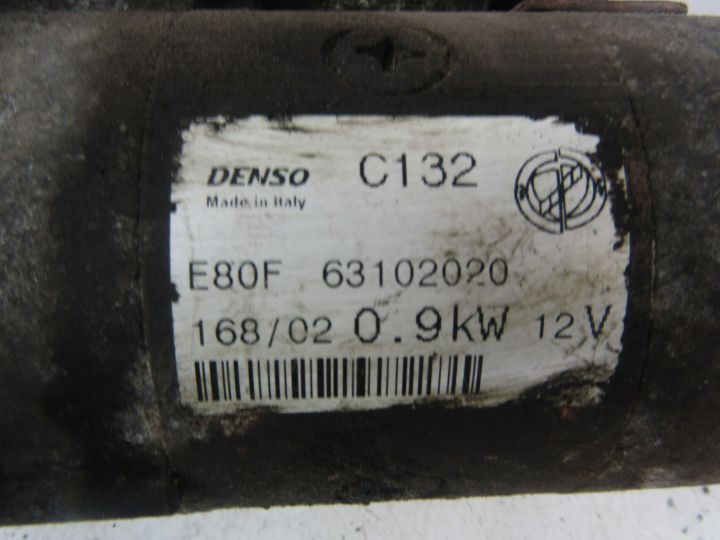 DENSO C132
Made in Italy
E80F 63102020
168/02 0.9kW 12V